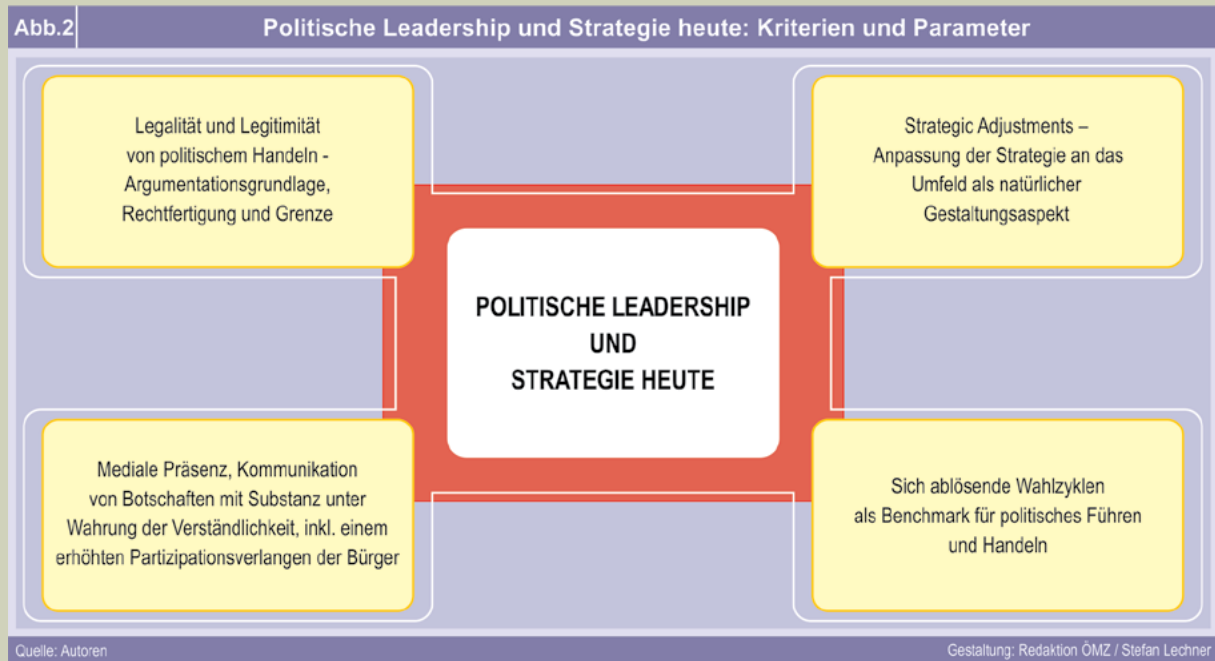 Abb.2
Politische Leadership und Strategie heute: Kriterien und Parameter
Legalität und Legitimität
von politischem Handeln -
Argumentationsgrundlage,
Rechtfertigung und Grenze
Strategic Adjustments –
Anpassung der Strategie an das
Umfeld als natürlicher
Gestaltungsaspekt
POLITISCHE LEADERSHIP
UND
STRATEGIE HEUTE
Mediale Präsenz, Kommunikation
von Botschaften mit Substanz unter
Wahrung der Verständlichkeit, inkl. einem
erhöhten Partizipationsverlangen der Bürger
Sich ablösende Wahlzyklen
als Benchmark für politisches Führen
und Handeln
Quelle: Autoren
Gestaltung: Redaktion ÖMZ / Stefan Lechner